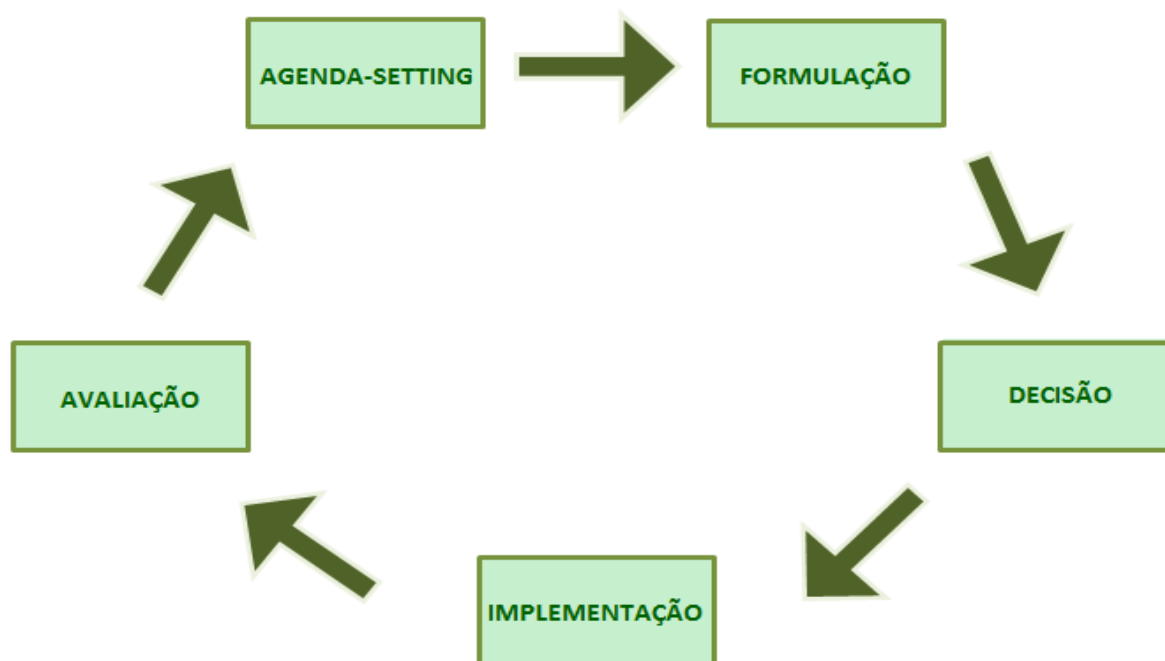 AGENDA-SETTING
FORMULAÇÃO
DECISÃO
IMPLEMENTAÇÃO
AVALIAÇÃO